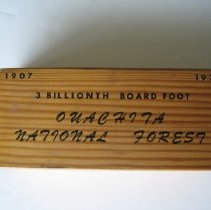 1907 19
3 BILLIONTH BOARD FOOT
OUACHITA
NATIONAL FOREST